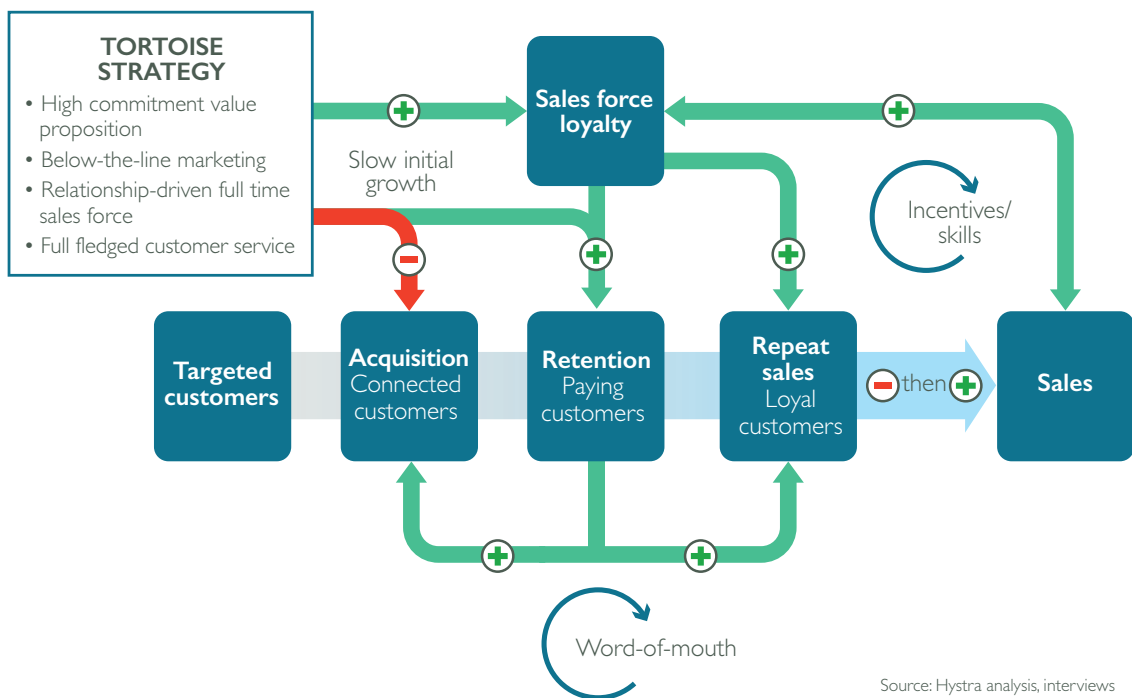 TORTOISE
STRATEGY
• High commitment value
proposition
• Below-the-line marketing
• Relationship-driven full time
sales force
• Full fledged customer service
Sales force
loyalty
Slow initial
growth
Incentives/
skills
Targeted
customers
Acquisition
Connected
customers
Retention
Paying
customers
Repeat
sales
Loyal
customers
then
Sales
Word-of-mouth
Source: Hystra analysis, interviews